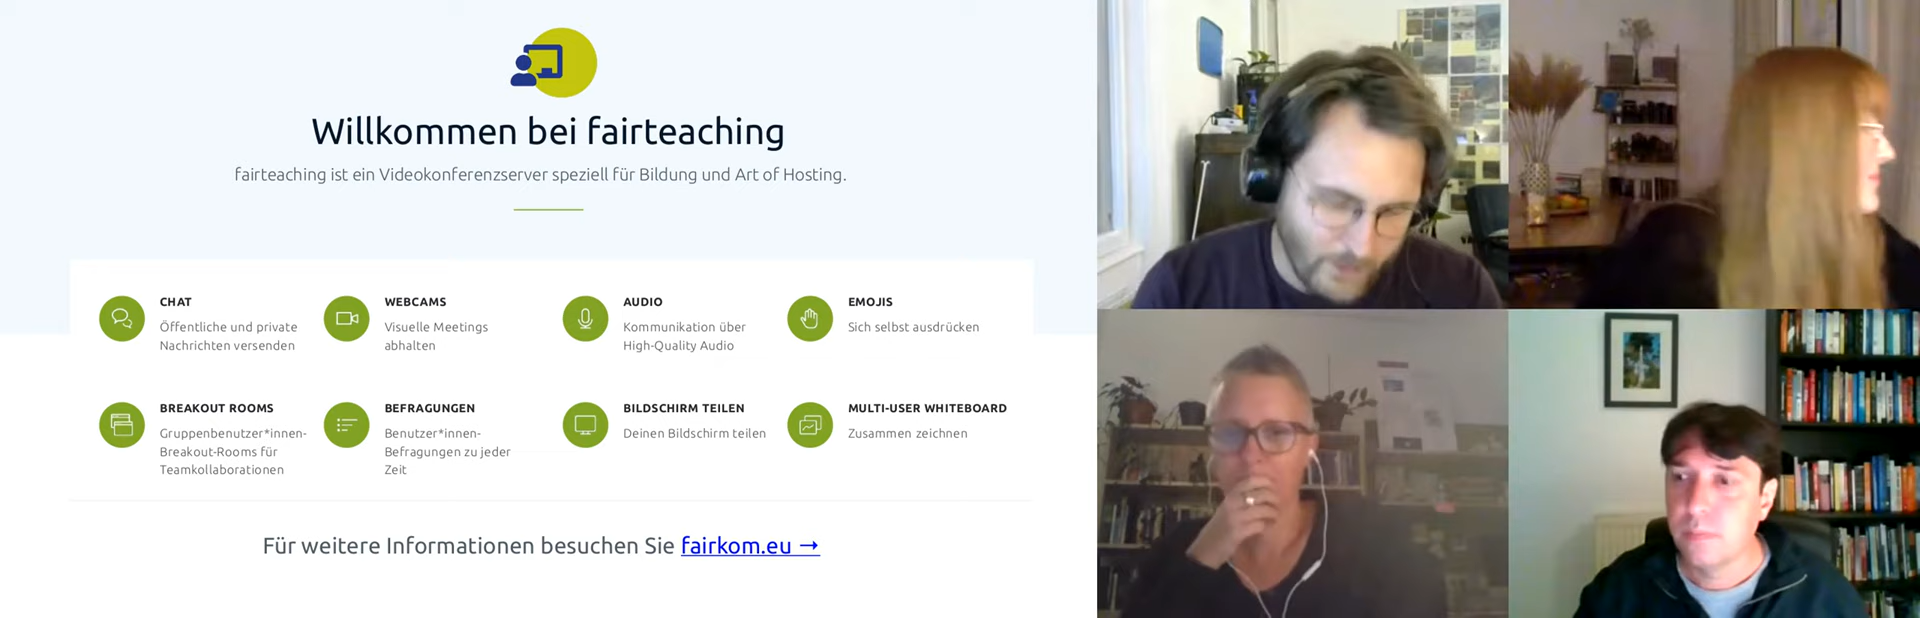 Willkommen bei fairteaching
fairteaching ist ein Videokonferenzserver speziell für Bildung und Art of Hosting.
CHAT
Öffentliche und private
Nachrichten versenden
WEBCAMS
Visuelle Meetings
abhalten
AUDIO
Kommunikation über
High-Quality Audio
EMOJIS
Sich selbst ausdrücken
BREAKOUT ROOMS
Gruppenbenutzer*innen-
Breakout-Rooms für
Teamkollaborationen
BEFRAGUNGEN
Benutzer*innen-
Befragungen zu jeder
Zeit
BILDSCHIRM TEILEN
Deinen Bildschirm teilen
MULTI-USER WHITEBOARD
Zusammen zeichnen
Für weitere Informationen besuchen Sie fairkom.eu →